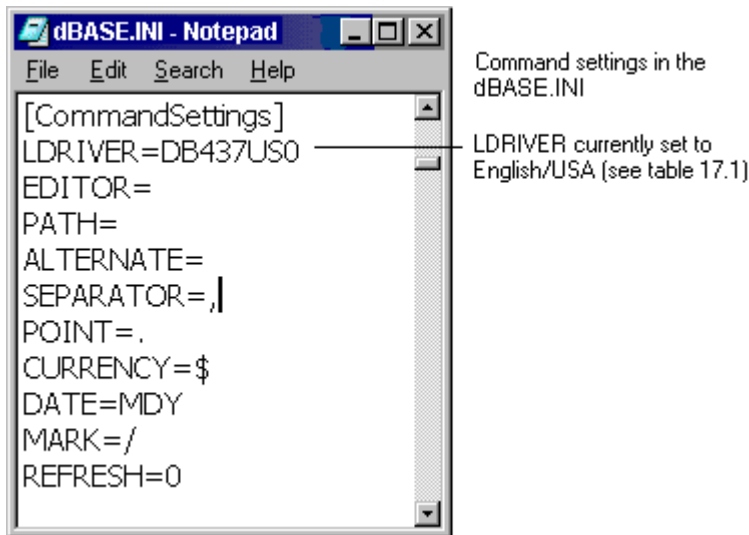 dBASE.INI - Notepad
File Edit Search Help
[CommandSettings]
LDRIVER=DB437US0
EDITOR=
PATH=
ALTERNATE=
SEPARATOR=,
POINT=.
CURRENCY=$
DATE=MDY
MARK=/
REFRESH=0
Command settings in the
dBASE.INI
LDRIVER currently set to
English/USA (see table 17.1)